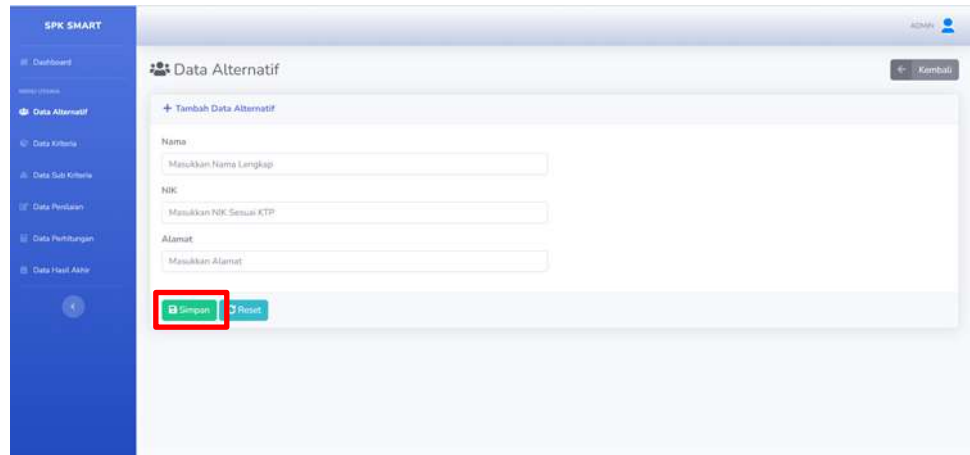 SPK SMART
ADMIN
Dashboard
MENU UTAMA
Data Alternatif
Data Kriteria
Data Sub Kriteria
Data Penilaian
Data Perhitungan
Data Hasil Akhir
Data Alternatif
Kembali
+ Tambah Data Alternatif
Nama
Masukkan Nama Lengkap
NIK
Masukkan NIK Sesuai KTP
Alamat
Masukkan Alamat
Simpan
Reset